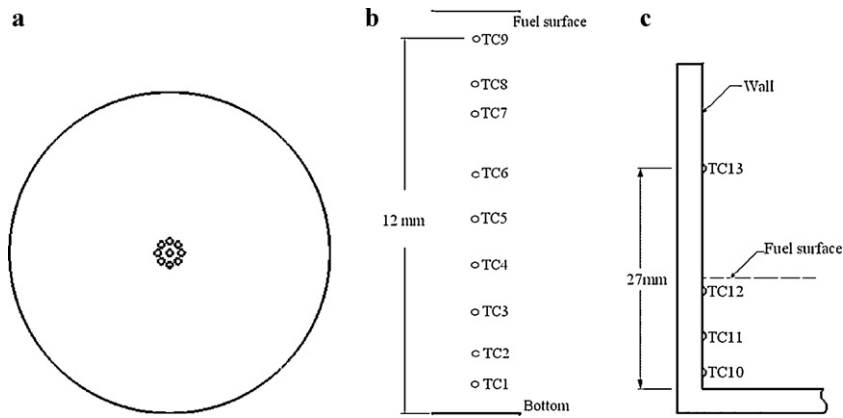 a
b
Fuel surface
TC9
TC8
TC7
TC6
TC5
12 mm
TC4
TC3
TC2
TC1
Bottom
c
Wall
TC13
Fuel surface
27mm
TC12
TC11
TC10